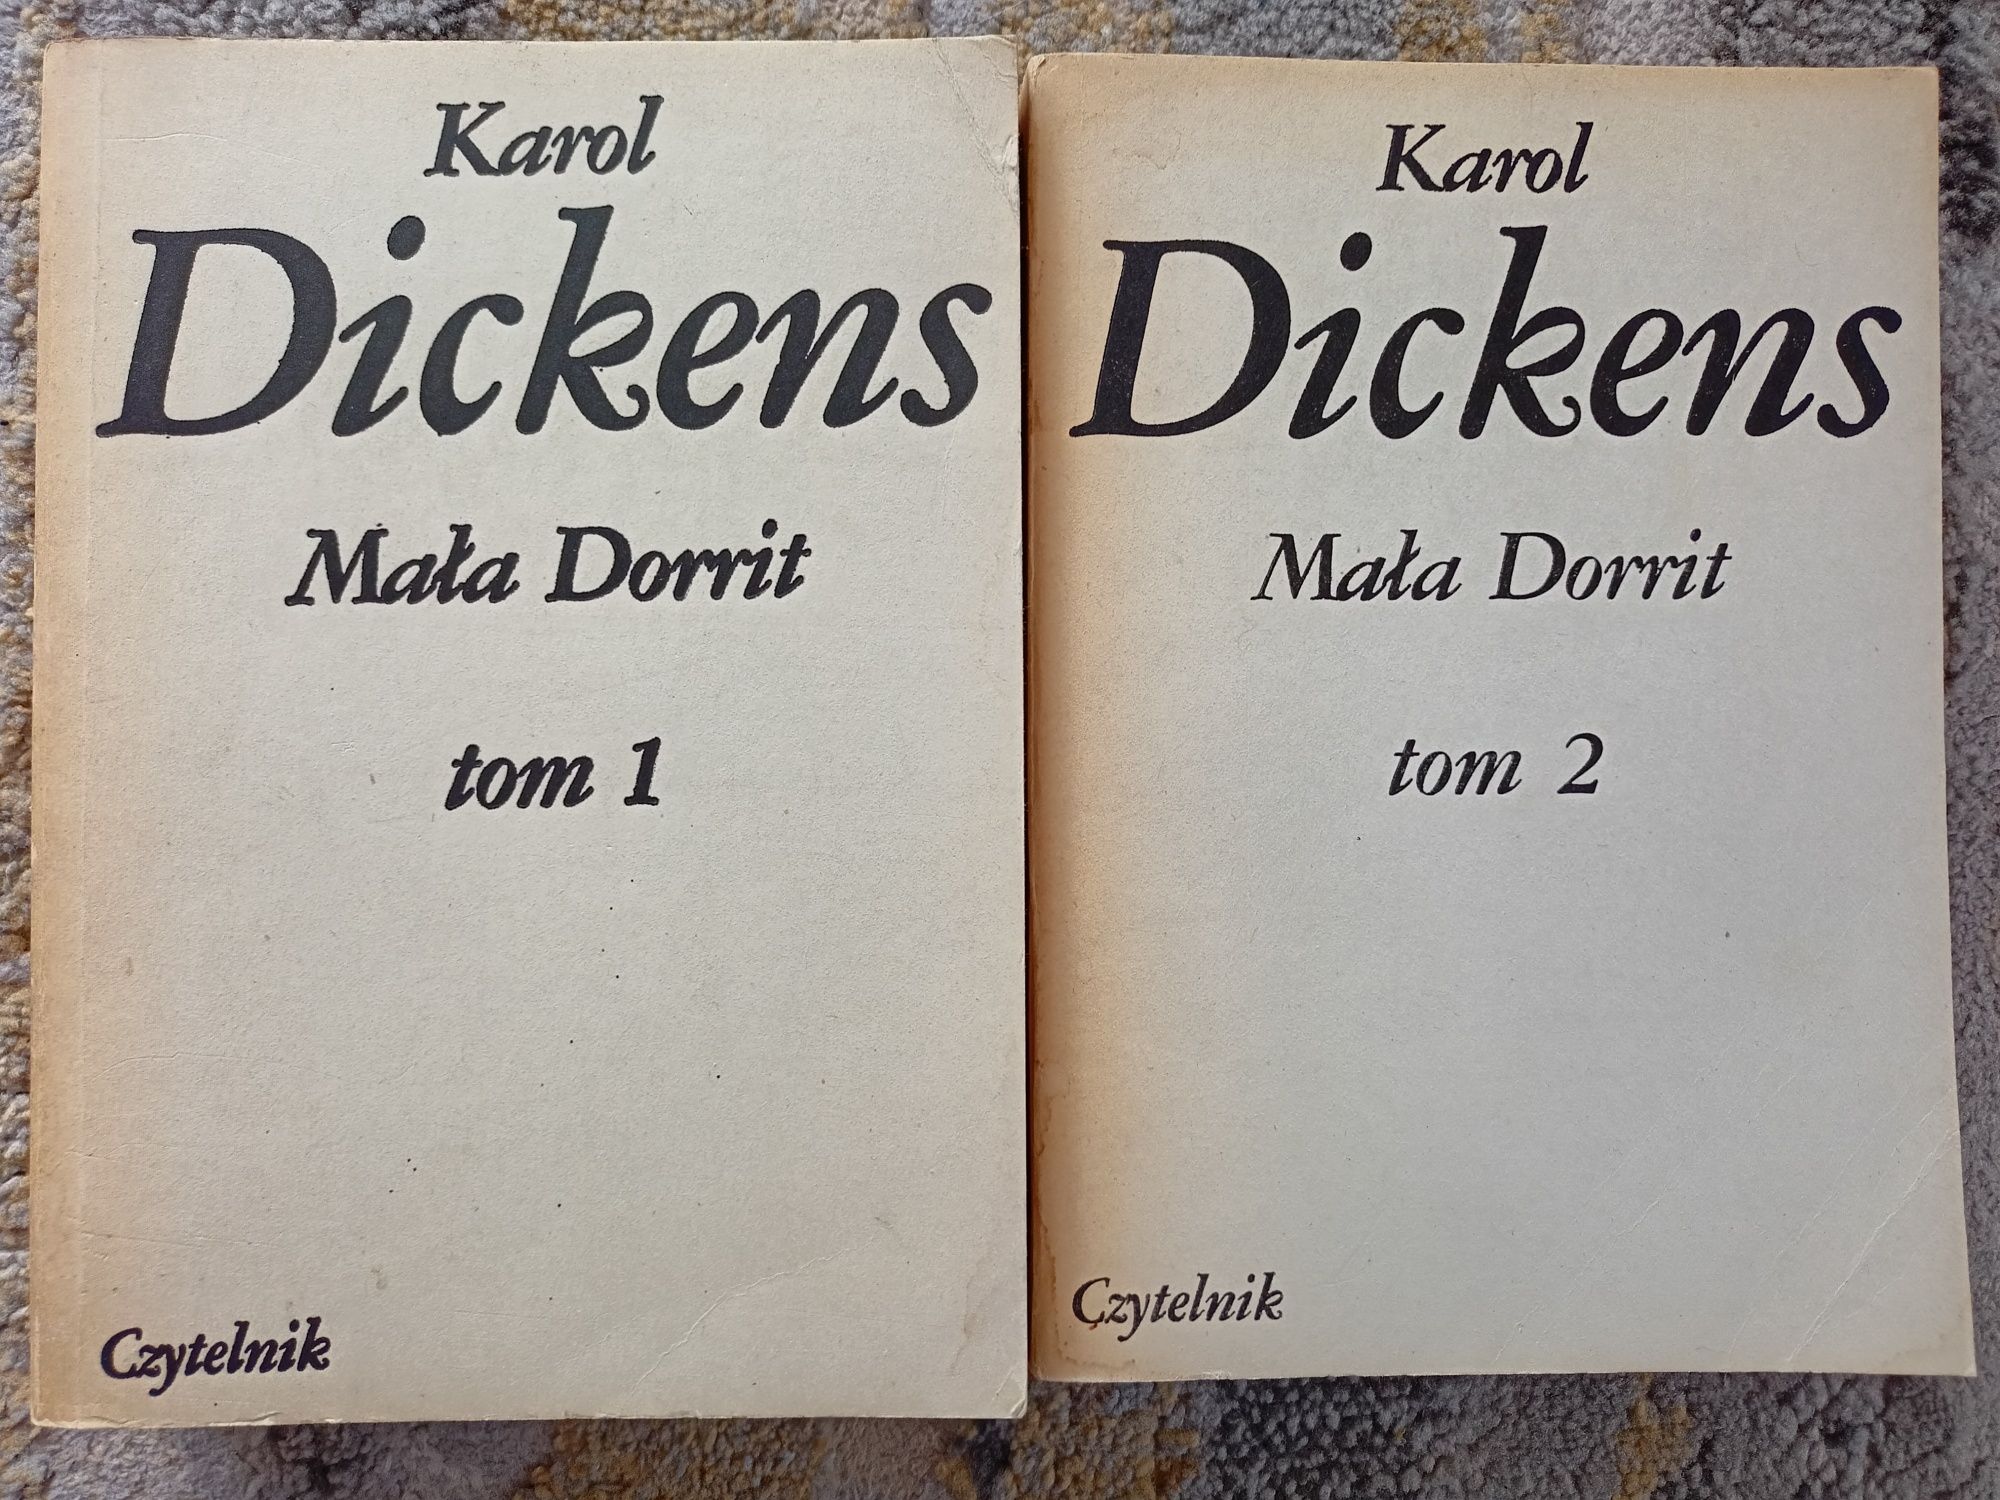 Karol
Dickens
Mała Dorrit
tom 1
Czytelnik
Karol
Dickens
Mała Dorrit
tom 2
Czytelnik